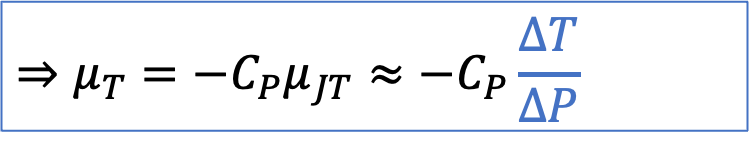 ⇒ μ_T = −C_P μ_JT ≈ −C_P ΔT/ΔP